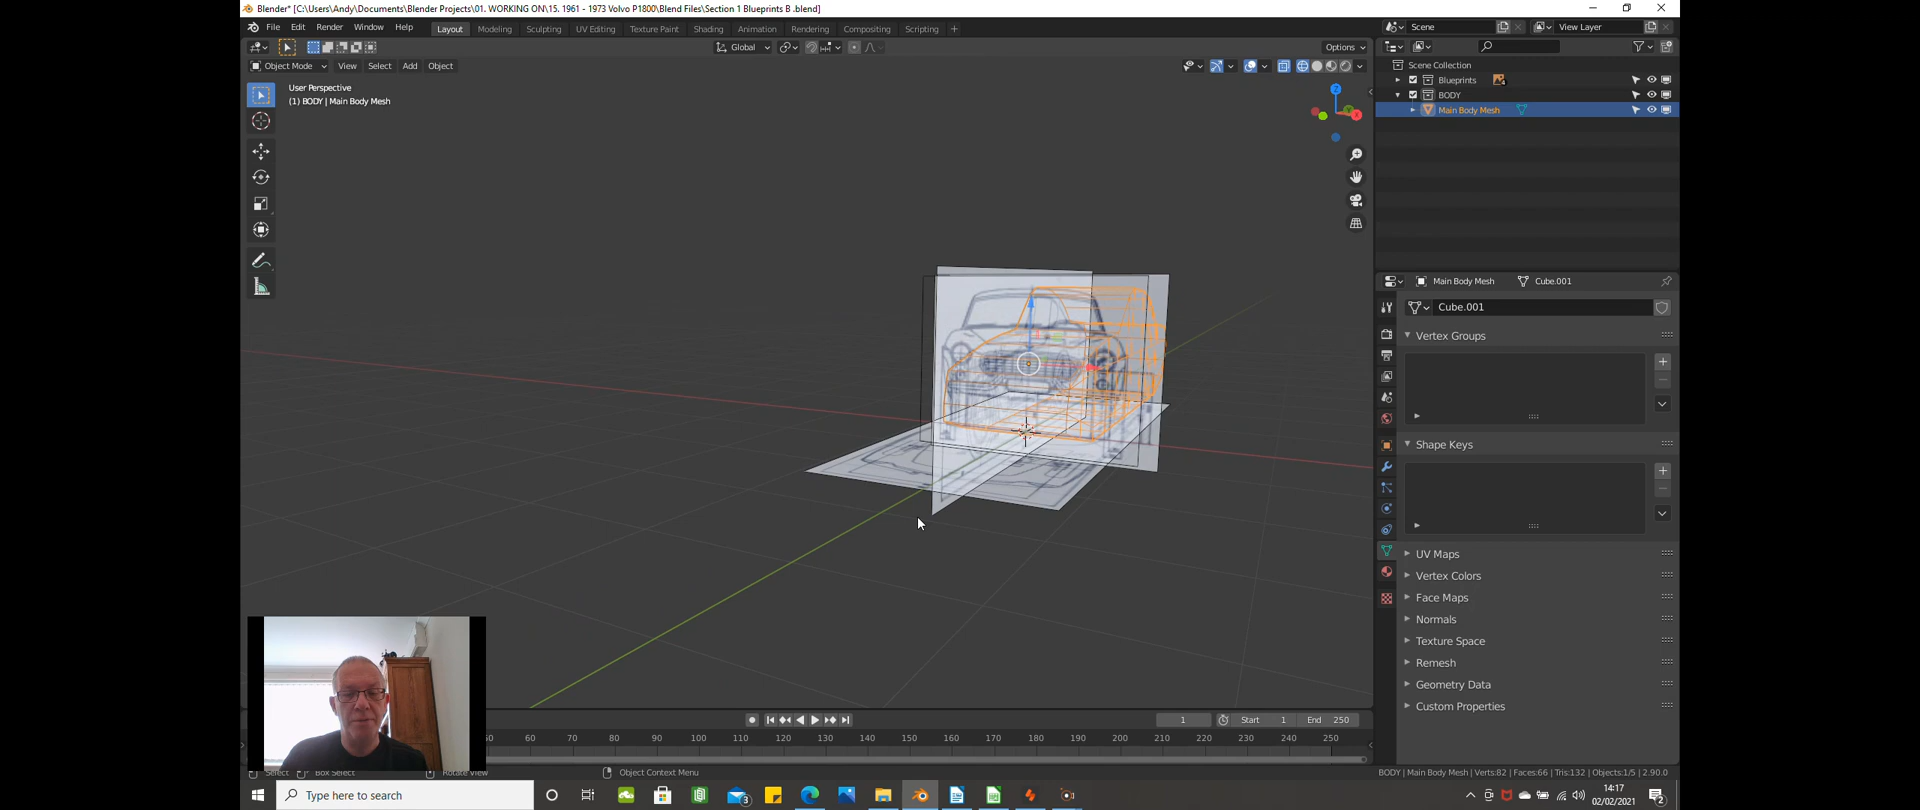 Blender* [C:\Users\Andy\Documents\Blender Projects\01. WORKING ON\15. 1961 - 1973 Volvo P1800\Blend Files\Section 1 Blueprints B .blend]
File Edit Render Window Help Layout Modeling Sculpting UV Editing Texture Paint Shading Animation Rendering Compositing Scripting + Scene View Layer
Global Options
Object Mode View Select Add Object
Scene Collection
Blueprints
BODY
Main Body Mesh
User Perspective
(1) BODY | Main Body Mesh
Z
Y
X
Main Body Mesh Cube.001
Cube.001
Vertex Groups
Shape Keys
UV Maps
Vertex Colors
Face Maps
Normals
Texture Space
Remesh
Geometry Data
Custom Properties
1 Start 1 End 250
50 60 70 80 90 100 110 120 130 140 150 160 170 180 190 200 210 220 230 240 250
Select Box Select Rotate View Object Context Menu BODY | Main Body Mesh | Verts:82 | Faces:66 | Tris:132 | Objects:1/5 | 2.90.0
Type here to search
3
14:17
02/02/2021
2